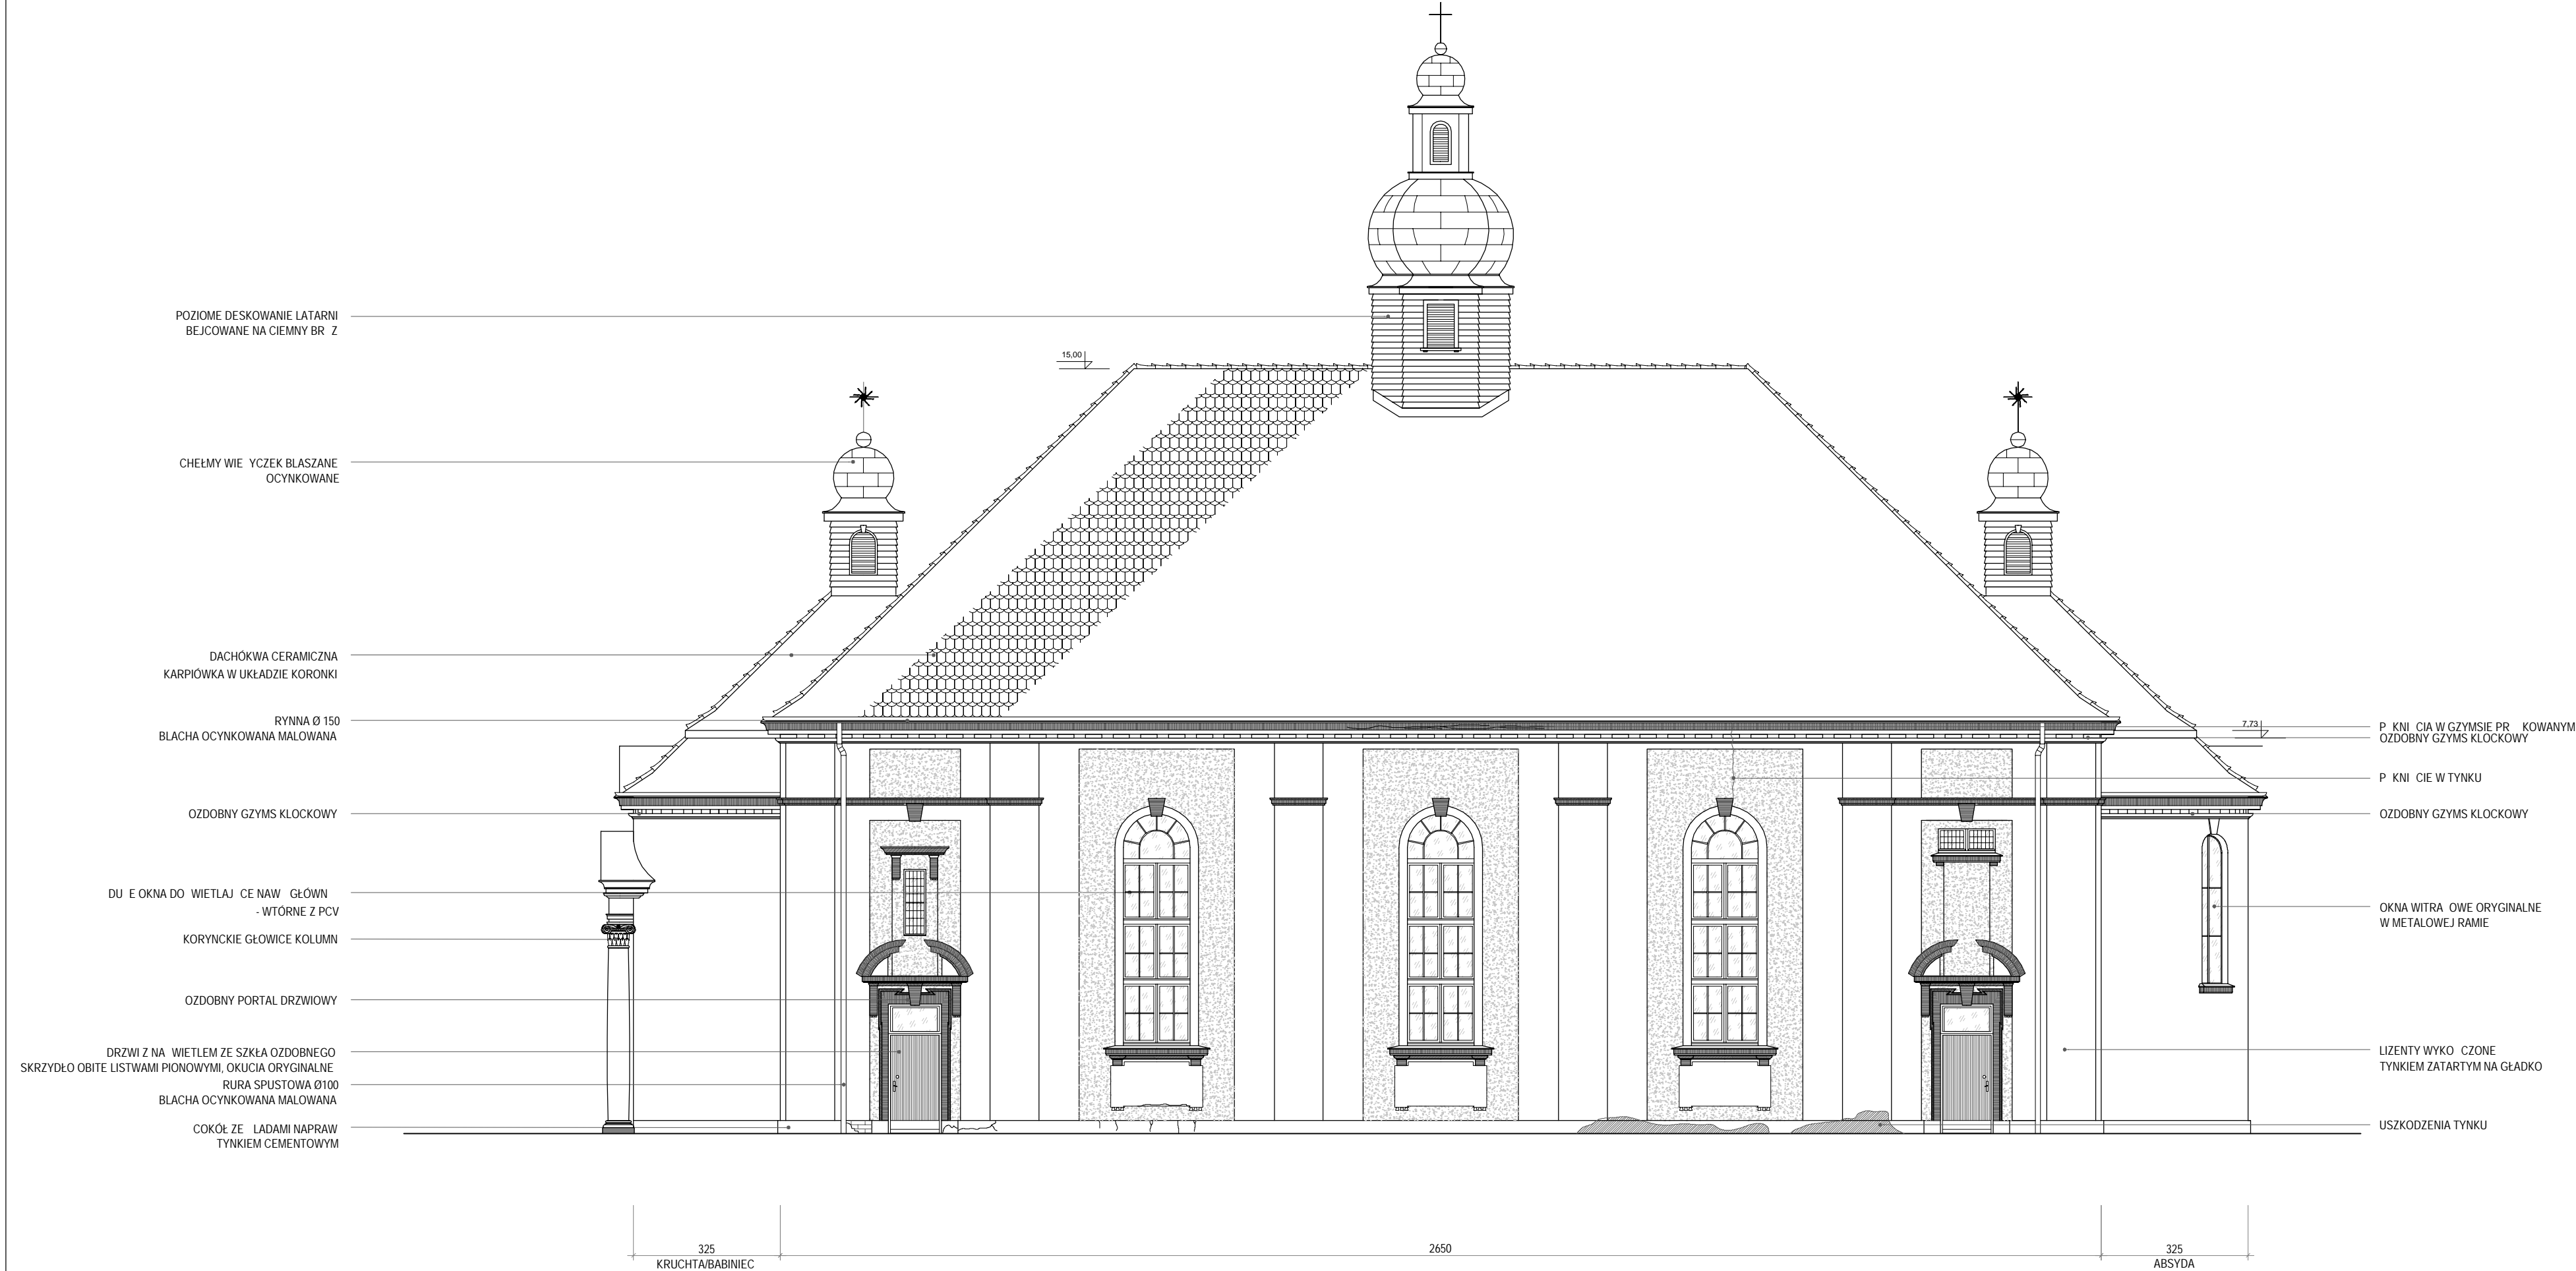 POZIOME DESKOWANIE LATARNI
BEJCOWANE NA CIEMNY BR Z
15,00
CHEŁMY WIE YCZEK BLASZANE
OCYNKOWANE
DACHÓKWA CERAMICZNA
KARPIÓWKA W UKŁADZIE KORONKI
RYNNA Ø 150
BLACHA OCYNKOWANA MALOWANA
OZDOBNY GZYMS KLOCKOWY
DU E OKNA DO WIETLAJ CE NAW GŁÓWN
- WTÓRNE Z PCV
KORYNCKIE GŁOWICE KOLUMN
OZDOBNY PORTAL DRZWIOWY
DRZWI Z NA WIETLEM ZE SZKŁA OZDOBNEGO
SKRZYDŁO OBITE LISTWAMI PIONOWYMI, OKUCIA ORYGINALNE
RURA SPUSTOWA Ø100
BLACHA OCYNKOWANA MALOWANA
COKÓŁ ZE LADAMI NAPRAW
TYNKIEM CEMENTOWYM
7,73
P KNI CIA W GZYMSIE PR KOWANYM
OZDOBNY GZYMS KLOCKOWY
P KNI CIE W TYNKU
OZDOBNY GZYMS KLOCKOWY
OKNA WITRA OWE ORYGINALNE
W METALOWEJ RAMIE
LIZENTY WYKO CZONE
TYNKIEM ZATARTYM NA GŁADKO
USZKODZENIA TYNKU
325
KRUCHTA/BABINIEC
2650
325
ABSYDA